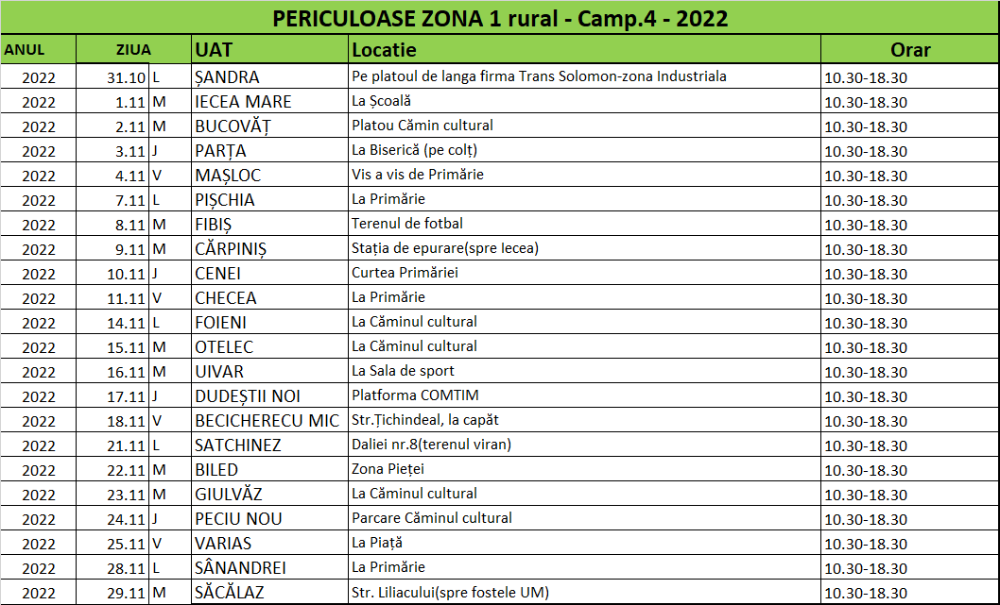 PERICULOASE ZONA 1 rural - Camp.4 - 2022
ANUL ZIUA UAT Locatie Orar
2022 31.10 L ȘANDRA Pe platoul de langa firma Trans Solomon-zona Industriala 10.30-18.30
2022 1.11 M IECEA MARE La Școală 10.30-18.30
2022 2.11 M BUCOVĂȚ Platou Cămin cultural 10.30-18.30
2022 3.11 J PARȚA La Biserică (pe colț) 10.30-18.30
2022 4.11 V MAȘLOC Vis a vis de Primărie 10.30-18.30
2022 7.11 L PIȘCHIA La Primărie 10.30-18.30
2022 8.11 M FIBIȘ Terenul de fotbal 10.30-18.30
2022 9.11 M CĂRPINIȘ Stația de epurare(spre Iecea) 10.30-18.30
2022 10.11 J CENEI Curtea Primăriei 10.30-18.30
2022 11.11 V CHECEA La Primărie 10.30-18.30
2022 14.11 L FOIENI La Căminul cultural 10.30-18.30
2022 15.11 M OTELEC La Căminul cultural 10.30-18.30
2022 16.11 M UIVAR La Sala de sport 10.30-18.30
2022 17.11 J DUDEȘTII NOI Platforma COMTIM 10.30-18.30
2022 18.11 V BECICHERECU MIC Str.Țichindeal, la capăt 10.30-18.30
2022 21.11 L SATCHINEZ Daliei nr.8(terenul viran) 10.30-18.30
2022 22.11 M BILED Zona Pieței 10.30-18.30
2022 23.11 M GIULVĂZ La Căminul cultural 10.30-18.30
2022 24.11 J PECIU NOU Parcare Căminul cultural 10.30-18.30
2022 25.11 V VARIAS La Piață 10.30-18.30
2022 28.11 L SÂNANDREI La Primărie 10.30-18.30
2022 29.11 M SĂCĂLAZ Str. Liliacului(spre fostele UM) 10.30-18.30